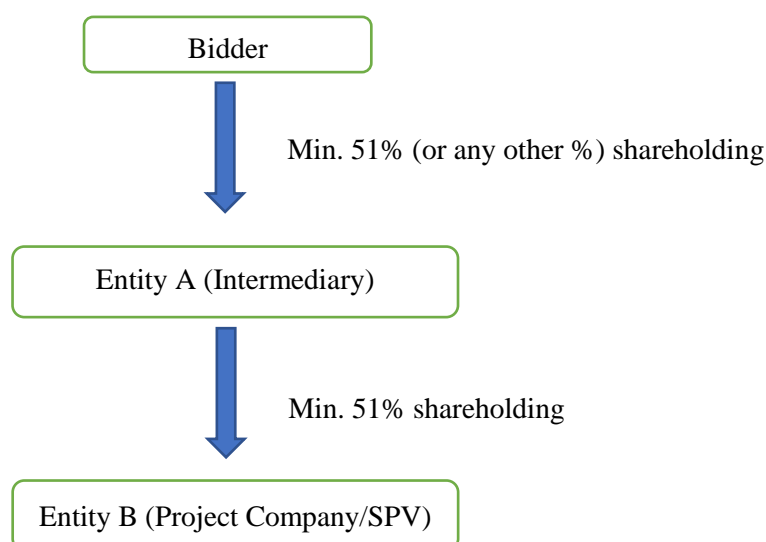 Bidder
Min. 51% (or any other %) shareholding
Entity A (Intermediary)
Min. 51% shareholding
Entity B (Project Company/SPV)